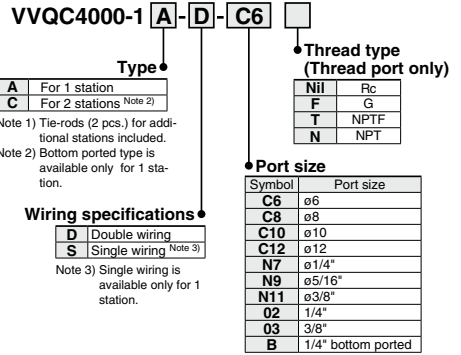 VVQC4000-1 A - D - C6
Type
A For 1 station
C For 2 stations Note 2)
Note 1) Tie-rods (2 pcs.) for addi-
tional stations included.
Note 2) Bottom ported type is
available only for 1 sta-
tion.
Wiring specifications
D Double wiring
S Single wiring Note 3)
Note 3) Single wiring is
available only for 1
station.
Thread type
(Thread port only)
Nil Rc
F G
T NPTF
N NPT
Port size
Symbol Port size
C6 ø6
C8 ø8
C10 ø10
C12 ø12
N7 ø1/4"
N9 ø5/16"
N11 ø3/8"
02 1/4"
03 3/8"
B 1/4" bottom ported